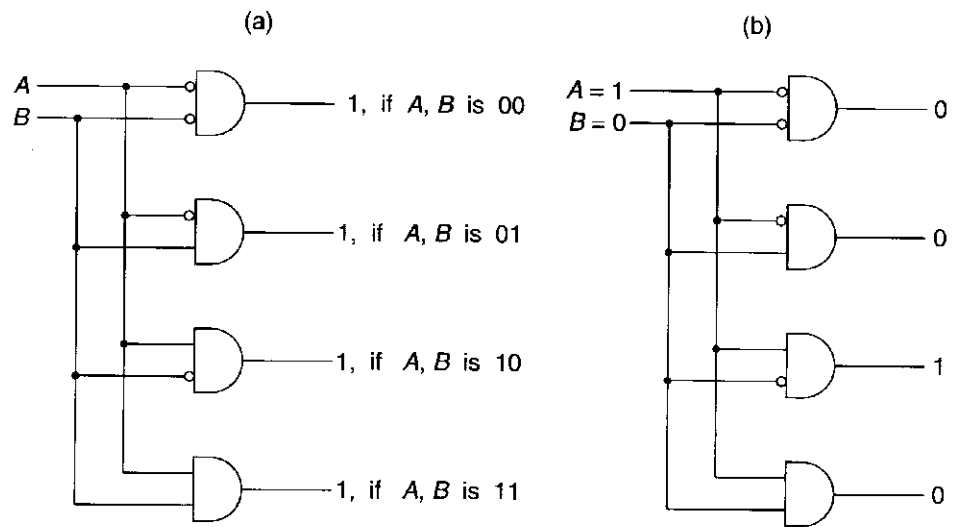 (a)
A
B
1, if A, B is 00
1, if A, B is 01
1, if A, B is 10
1, if A, B is 11
(b)
A = 1
B = 0
0
0
1
0